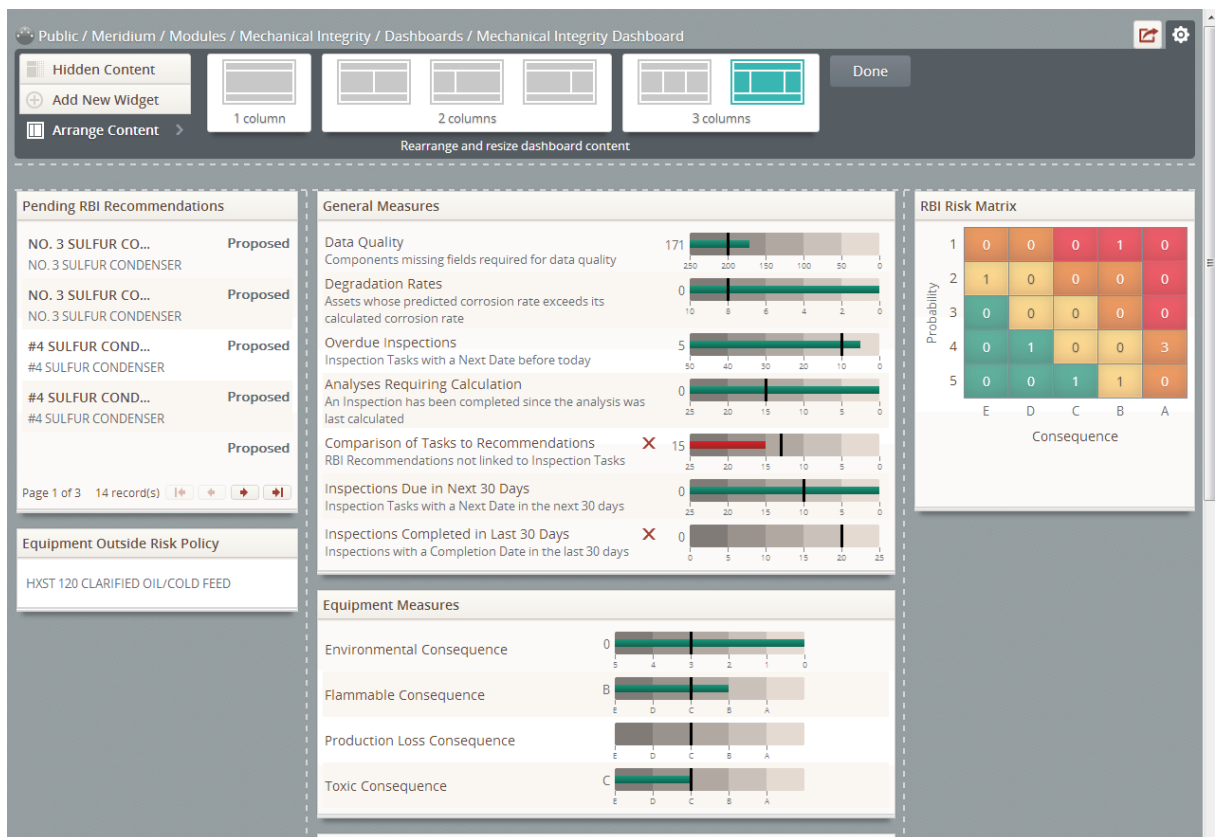 Public / Meridium / Modules / Mechanical Integrity / Dashboards / Mechanical Integrity Dashboard
Hidden Content
Add New Widget
Arrange Content
1 column
2 columns
3 columns
Done
Rearrange and resize dashboard content
Pending RBI Recommendations
NO. 3 SULFUR CO... Proposed
NO. 3 SULFUR CONDENSER
NO. 3 SULFUR CO... Proposed
NO. 3 SULFUR CONDENSER
#4 SULFUR COND... Proposed
#4 SULFUR CONDENSER
#4 SULFUR COND... Proposed
#4 SULFUR CONDENSER
Proposed
Page 1 of 3 14 record(s)
Equipment Outside Risk Policy
HXST 120 CLARIFIED OIL/COLD FEED
General Measures
Data Quality 171
Components missing fields required for data quality
250 200 150 100 50 0
Degradation Rates 0
Assets whose predicted corrosion rate exceeds its
calculated corrosion rate
10 8 6 4 2 0
Overdue Inspections 5
Inspection Tasks with a Next Date before today
50 40 30 20 10 0
Analyses Requiring Calculation 0
An Inspection has been completed since the analysis was
last calculated
25 20 15 10 5 0
Comparison of Tasks to Recommendations 15
RBI Recommendations not linked to Inspection Tasks
25 20 15 10 5 0
Inspections Due in Next 30 Days 0
Inspection Tasks with a Next Date in the next 30 days
25 20 15 10 5 0
Inspections Completed in Last 30 Days 0
Inspections with a Completion Date in the last 30 days
0 5 10 15 20 25
Equipment Measures
Environmental Consequence 0
5 4 3 2 1 0
Flammable Consequence B
E D C B A
Production Loss Consequence
E D C B A
Toxic Consequence C
E D C B A
RBI Risk Matrix
Probability
1 0 0 0 1 0
2 1 0 0 0 0
3 0 0 0 0 0
4 0 1 0 0 3
5 0 0 1 1 0
E D C B A
Consequence